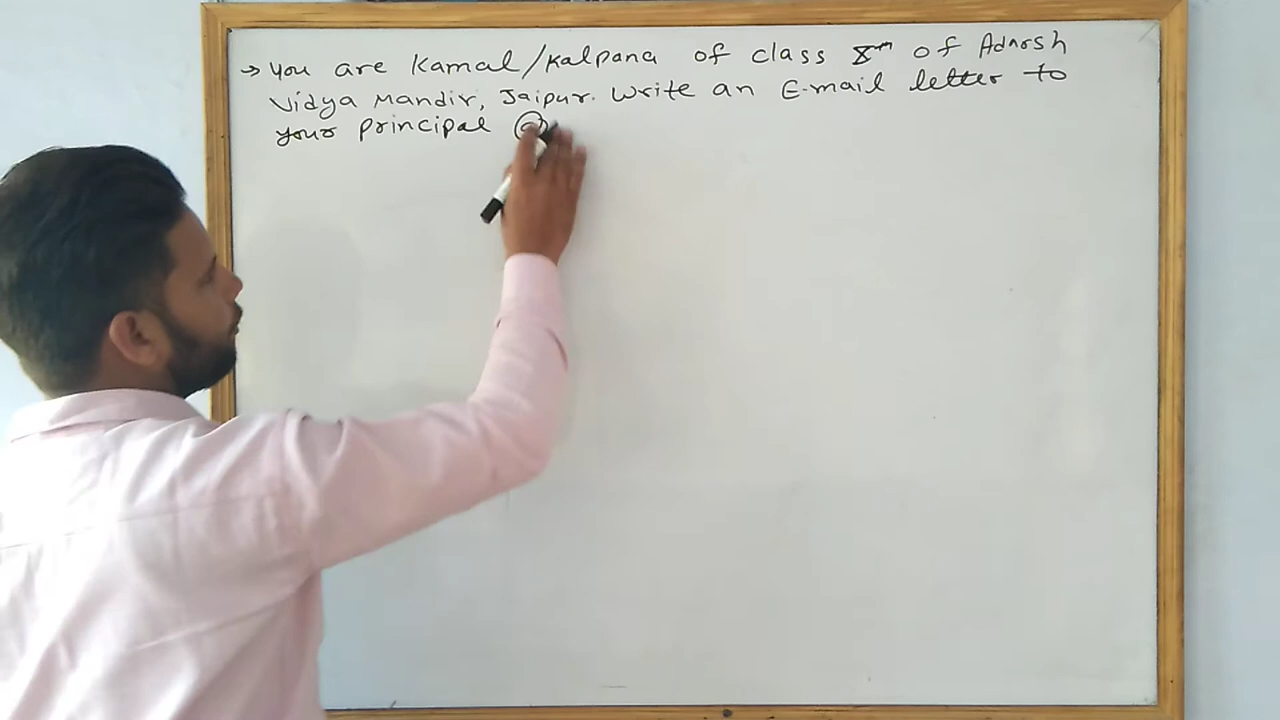 → you are Kamal/Kalpana of class 8th of Adarsh
Vidya Mandir, Jaipur. Write an E-mail letter to
your principal @